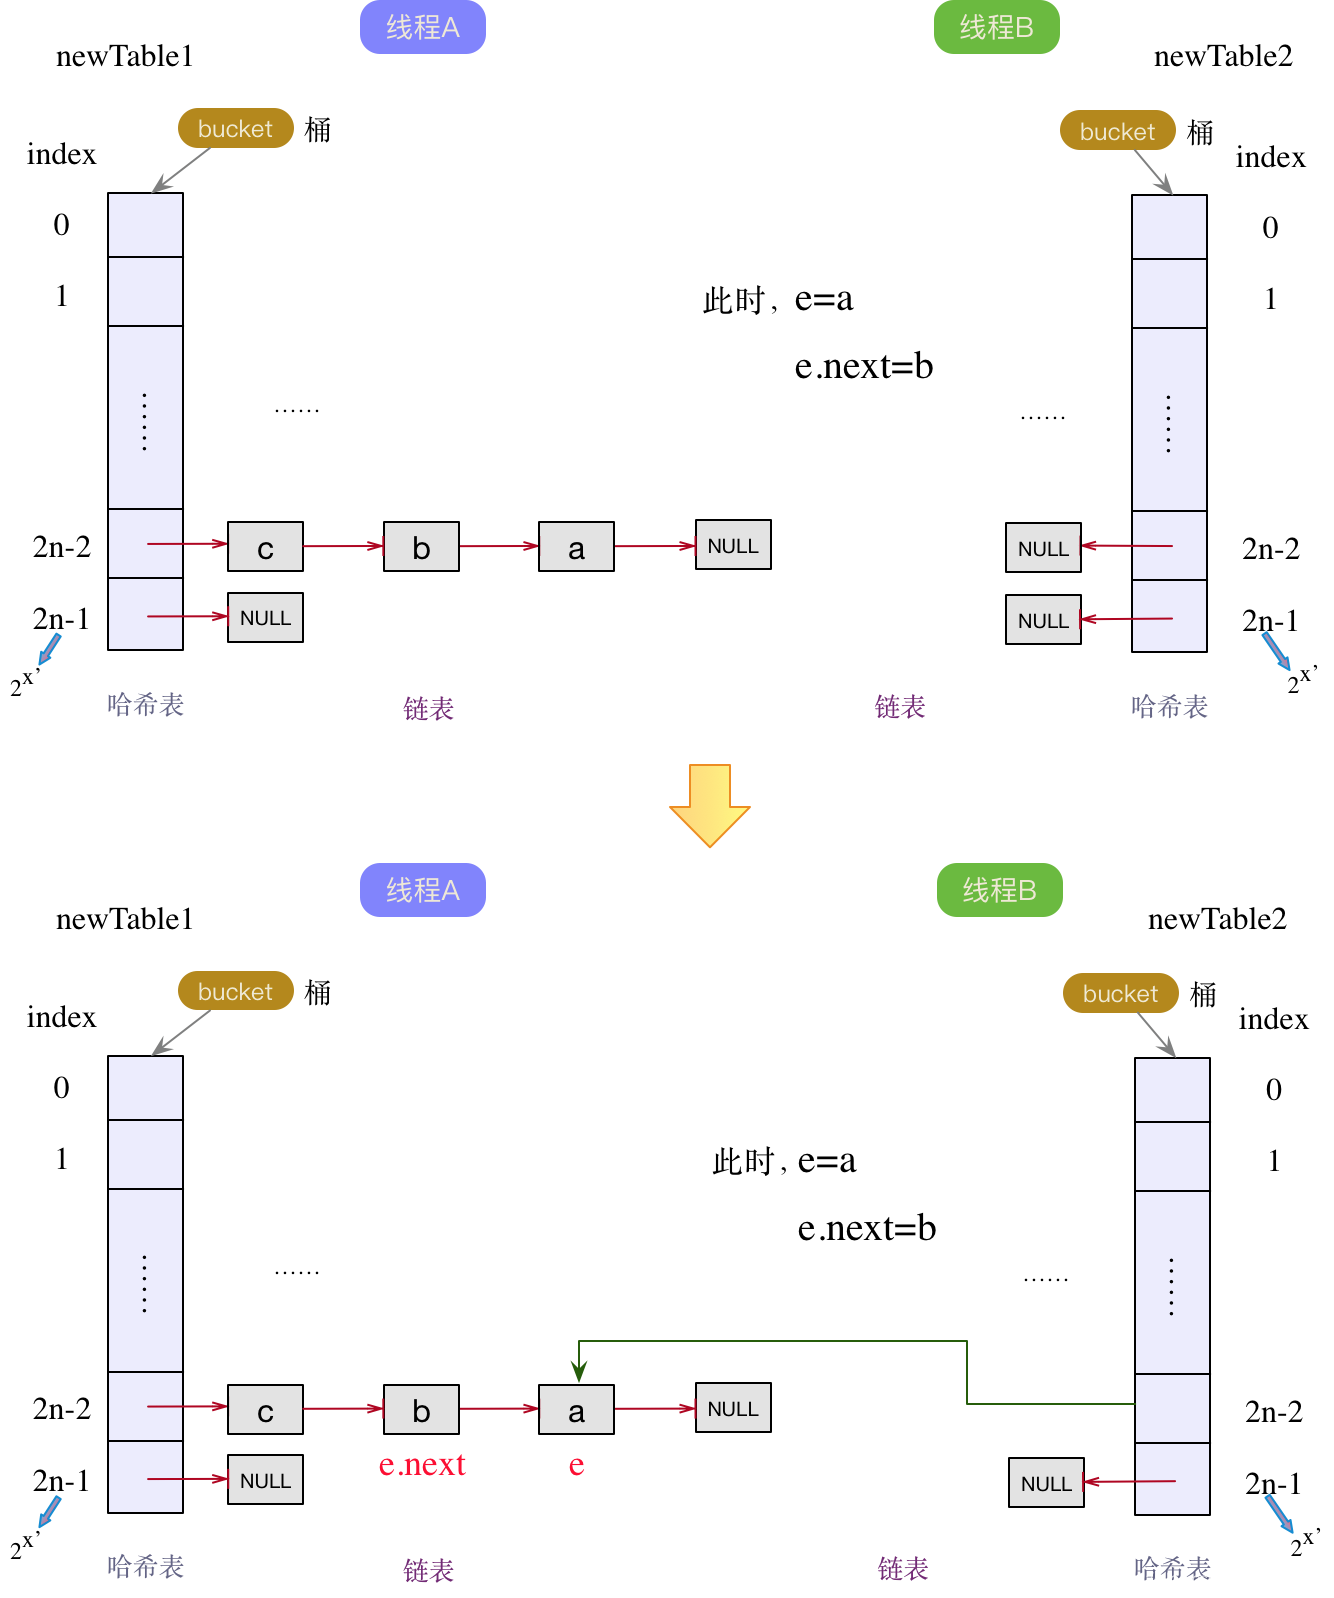 线程A
线程B
newTable1
newTable2
bucket 桶
bucket 桶
index
index
0
0
1
1
此时, e=a
e.next=b
......
......
......
......
2n-2
c
b
a
NULL
NULL
2n-2
2n-1
NULL
NULL
2n-1
2^x'
2^x'
哈希表
链表
链表
哈希表
线程A
线程B
newTable1
newTable2
bucket 桶
bucket 桶
index
index
0
0
1
1
此时, e=a
e.next=b
......
......
......
......
2n-2
c
b
a
NULL
2n-2
e.next
e
2n-1
NULL
NULL
2n-1
2^x'
2^x'
哈希表
链表
链表
哈希表